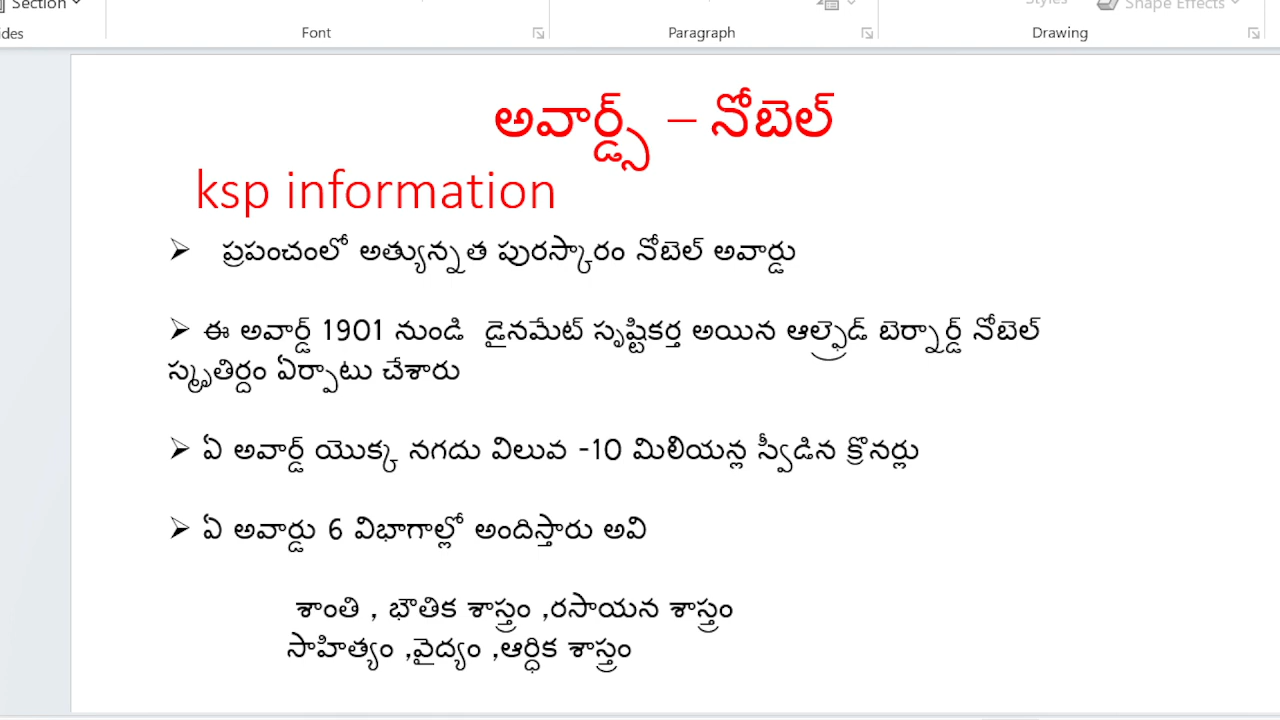 Section
des
Font
Paragraph
Styles
Shape Effects
Drawing
అవార్డ్స్ – నోబెల్
ksp information
➢ ప్రపంచంలో అత్యున్నత పురస్కారం నోబెల్ అవార్డు
➢ ఈ అవార్డ్ 1901 నుండి డైనమేట్ సృష్టికర్త అయిన ఆల్ఫ్రెడ్ బెర్నార్డ్ నోబెల్
స్మృతిర్దం ఏర్పాటు చేశారు
➢ ఏ అవార్డ్ యొక్క నగదు విలువ -10 మిలియన్ల స్వీడిన క్రొనర్లు
➢ ఏ అవార్డు 6 విభాగాల్లో అందిస్తారు అవి
శాంతి , భౌతిక శాస్త్రం ,రసాయన శాస్త్రం
సాహిత్యం ,వైద్యం ,ఆర్ధిక శాస్త్రం